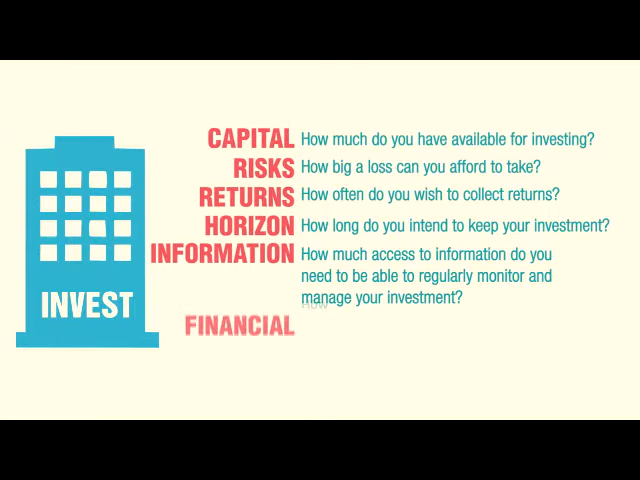 CAPITAL How much do you have available for investing?
RISKS How big a loss can you afford to take?
RETURNS How often do you wish to collect returns?
HORIZON How long do you intend to keep your investment?
INFORMATION How much access to information do you
need to be able to regularly monitor and
manage your investment?
How
FINANCIAL
INVEST